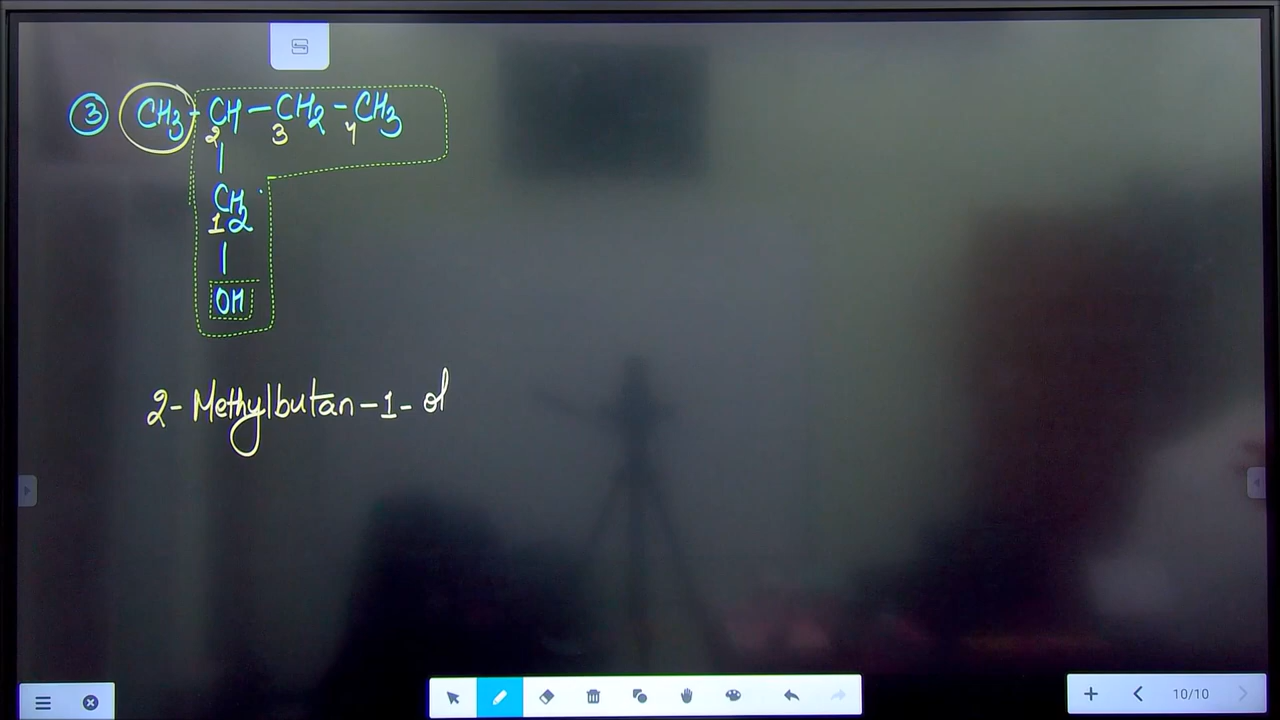 ③ CH3 - CH - CH2 - CH3
2 3 4
|
CH2
1
|
OH
2- Methylbutan-1-ol
10/10